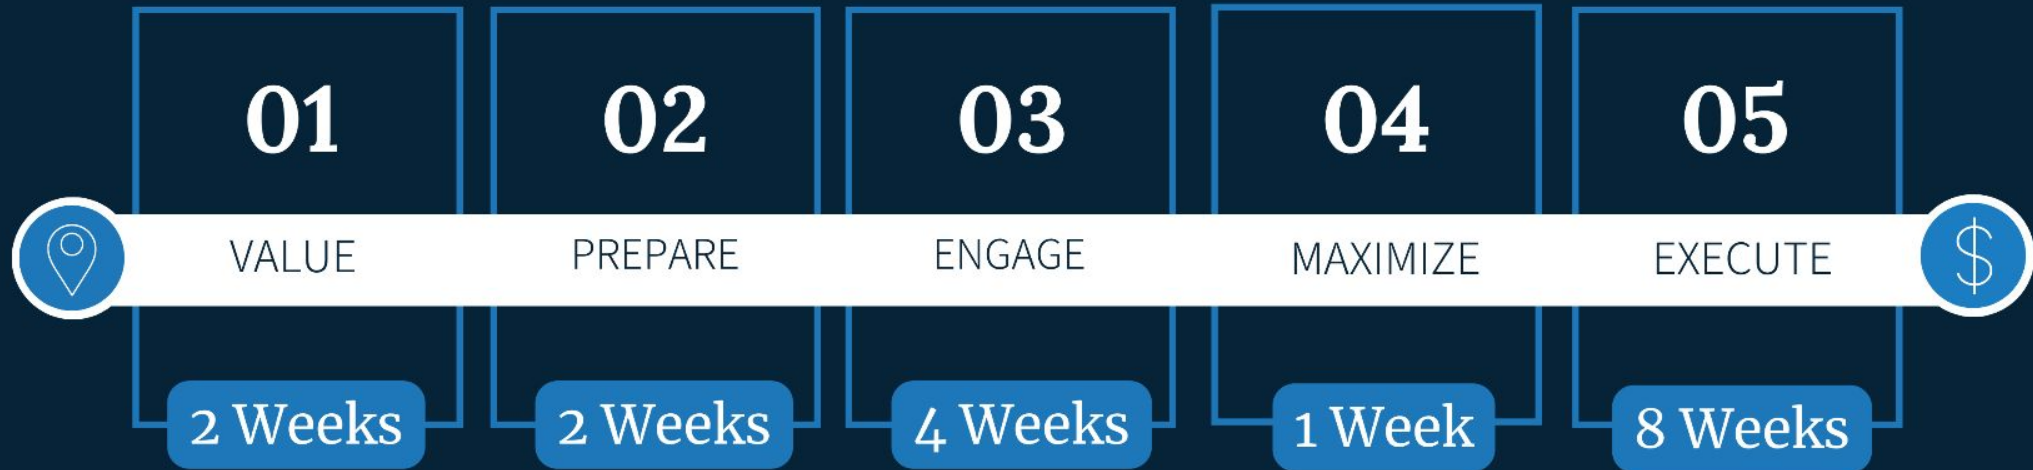 01
02
03
04
05
VALUE
PREPARE
ENGAGE
MAXIMIZE
EXECUTE
$
2 Weeks
2 Weeks
4 Weeks
1 Week
8 Weeks